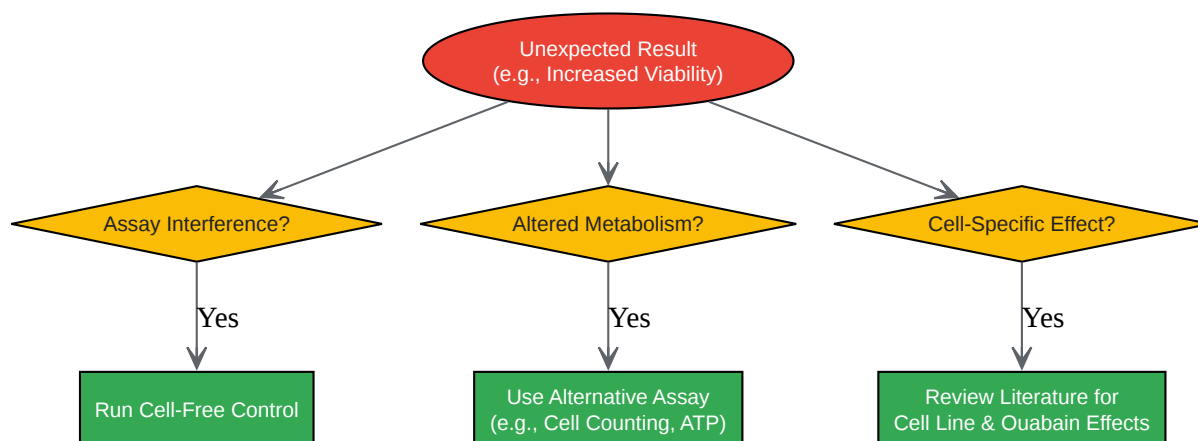 Unexpected Result
(e.g., Increased Viability)
Assay Interference?
Altered Metabolism?
Cell-Specific Effect?
Yes
Yes
Yes
Run Cell-Free Control
Use Alternative Assay
(e.g., Cell Counting, ATP)
Review Literature for
Cell Line & Ouabain Effects